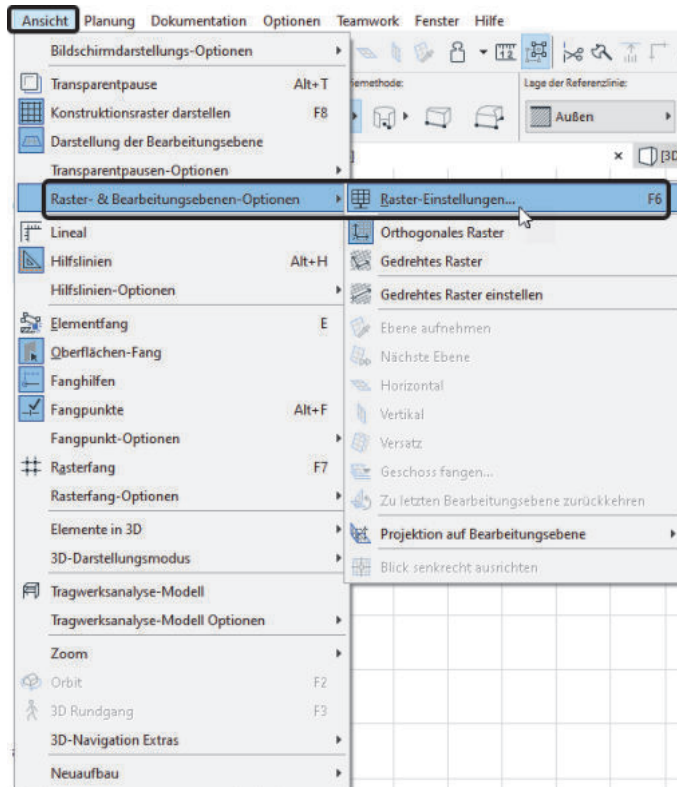 Ansicht Planung Dokumentation Optionen Teamwork Fenster Hilfe
Bildschirmdarstellungs-Optionen
Transparentpause Alt+T
Konstruktionsraster darstellen F8
Darstellung der Bearbeitungsebene
Transparentpausen-Optionen
Raster- & Bearbeitungsebenen-Optionen
Lineal
Hilfslinien Alt+H
Hilfslinien-Optionen
Elementfang E
Oberflächen-Fang
Fanghilfen
Fangpunkte Alt+F
Fangpunkt-Optionen
Rasterfang F7
Rasterfang-Optionen
Elemente in 3D
3D-Darstellungsmodus
Tragwerksanalyse-Modell
Tragwerksanalyse-Modell Optionen
Zoom
Orbit F2
3D Rundgang F3
3D-Navigation Extras
Neuaufbau
iemethode:
Lage der Referenzlinie:
Außen
[3D
Raster-Einstellungen... F6
Orthogonales Raster
Gedrehtes Raster
Gedrehtes Raster einstellen
Ebene aufnehmen
Nächste Ebene
Horizontal
Vertikal
Versatz
Geschoss fangen...
Zu letzten Bearbeitungsebene zurückkehren
Projektion auf Bearbeitungsebene
Blick senkrecht ausrichten